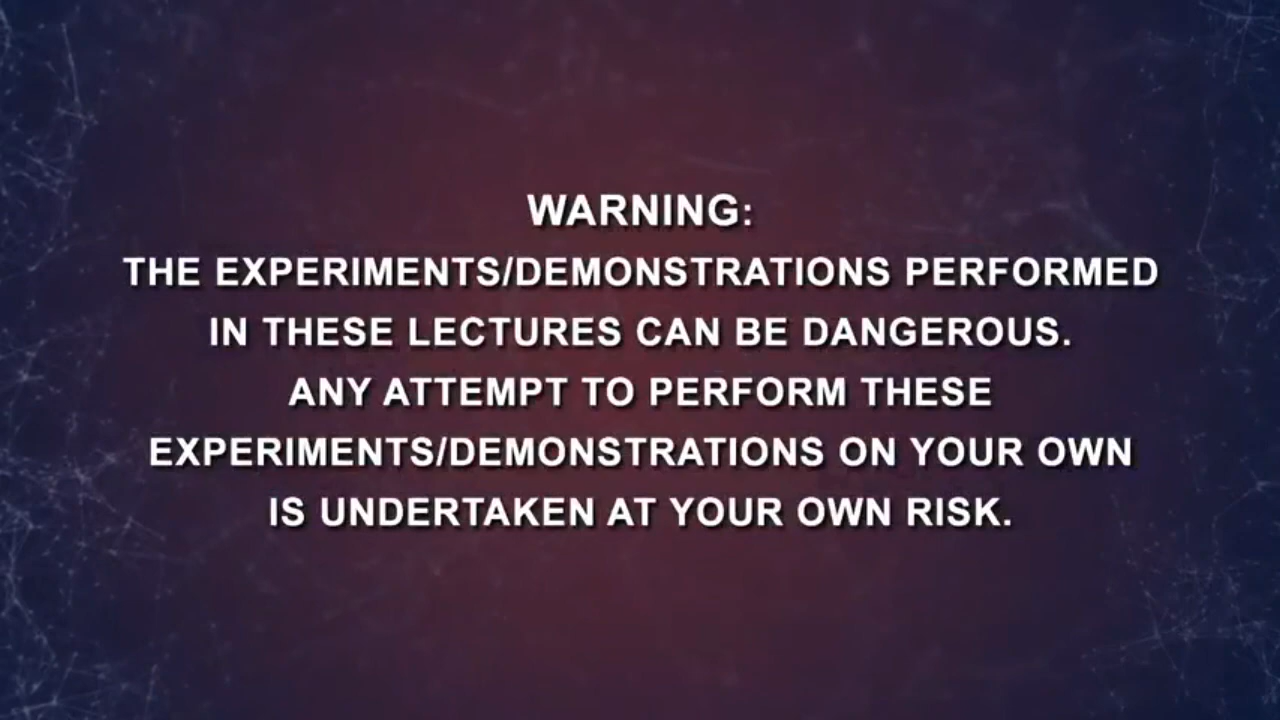 WARNING:
THE EXPERIMENTS/DEMONSTRATIONS PERFORMED
IN THESE LECTURES CAN BE DANGEROUS.
ANY ATTEMPT TO PERFORM THESE
EXPERIMENTS/DEMONSTRATIONS ON YOUR OWN
IS UNDERTAKEN AT YOUR OWN RISK.